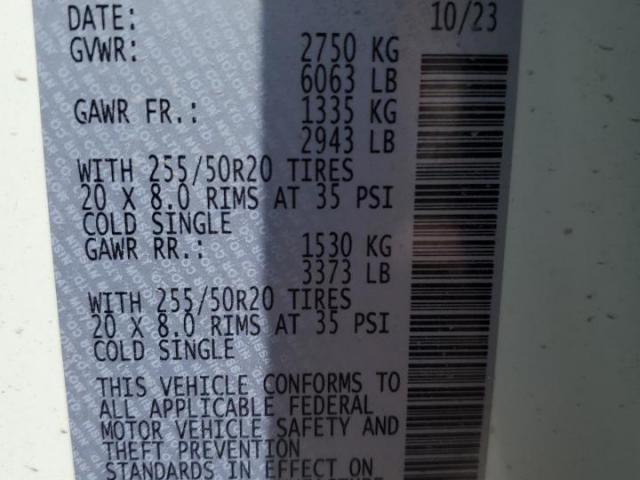 DATE: 10/23
GVWR: 2750 KG
6063 LB
GAWR FR.: 1335 KG
2943 LB
WITH 255/50R20 TIRES
20 X 8.0 RIMS AT 35 PSI
COLD SINGLE
GAWR RR.: 1530 KG
3373 LB
WITH 255/50R20 TIRES
20 X 8.0 RIMS AT 35 PSI
COLD SINGLE
THIS VEHICLE CONFORMS TO
ALL APPLICABLE FEDERAL
MOTOR VEHICLE SAFETY AND
THEFT PREVENTION
STANDARDS IN EFFECT ON